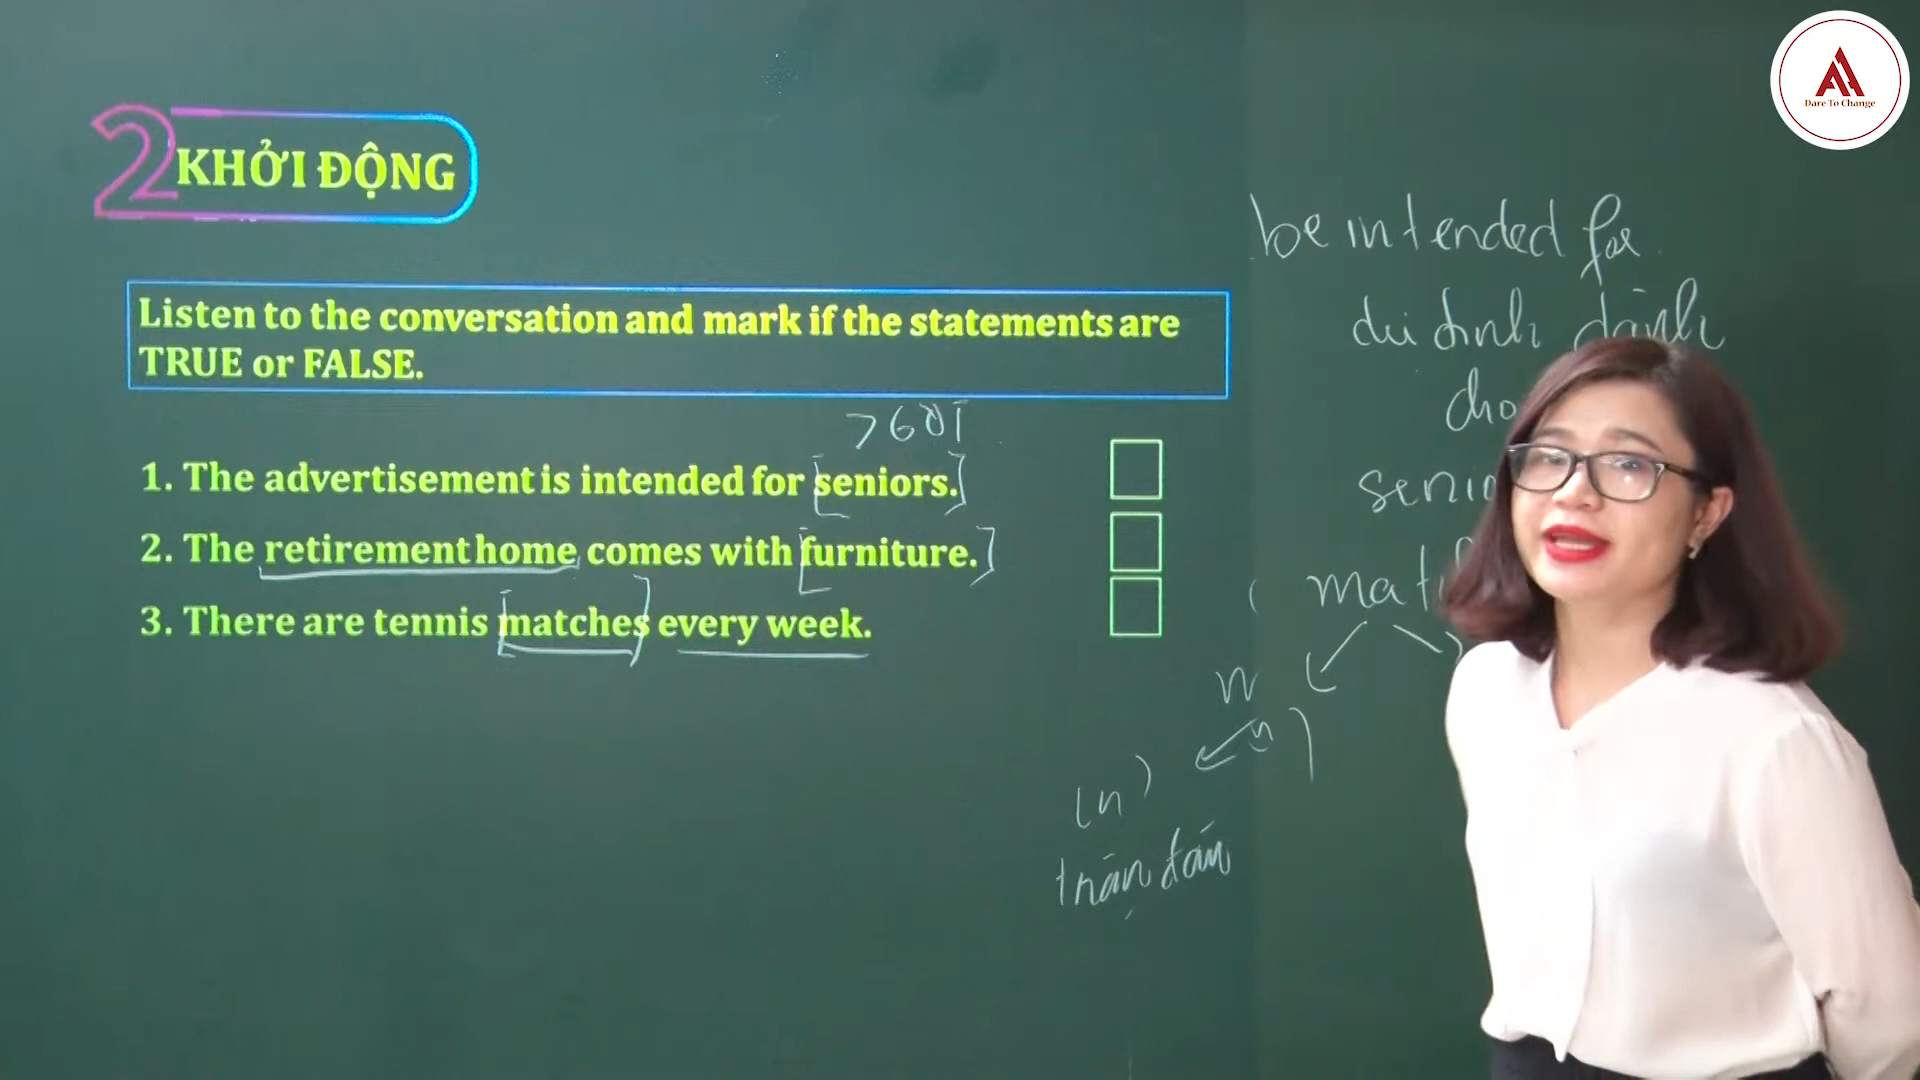 Dare To Change
2 KHỞI ĐỘNG
Listen to the conversation and mark if the statements are
TRUE or FALSE.
>60T
1. The advertisement is intended for seniors.
2. The retirement home comes with furniture.
3. There are tennis matches every week.
be intended for
dự định dành
cho
(n)
trận đấu